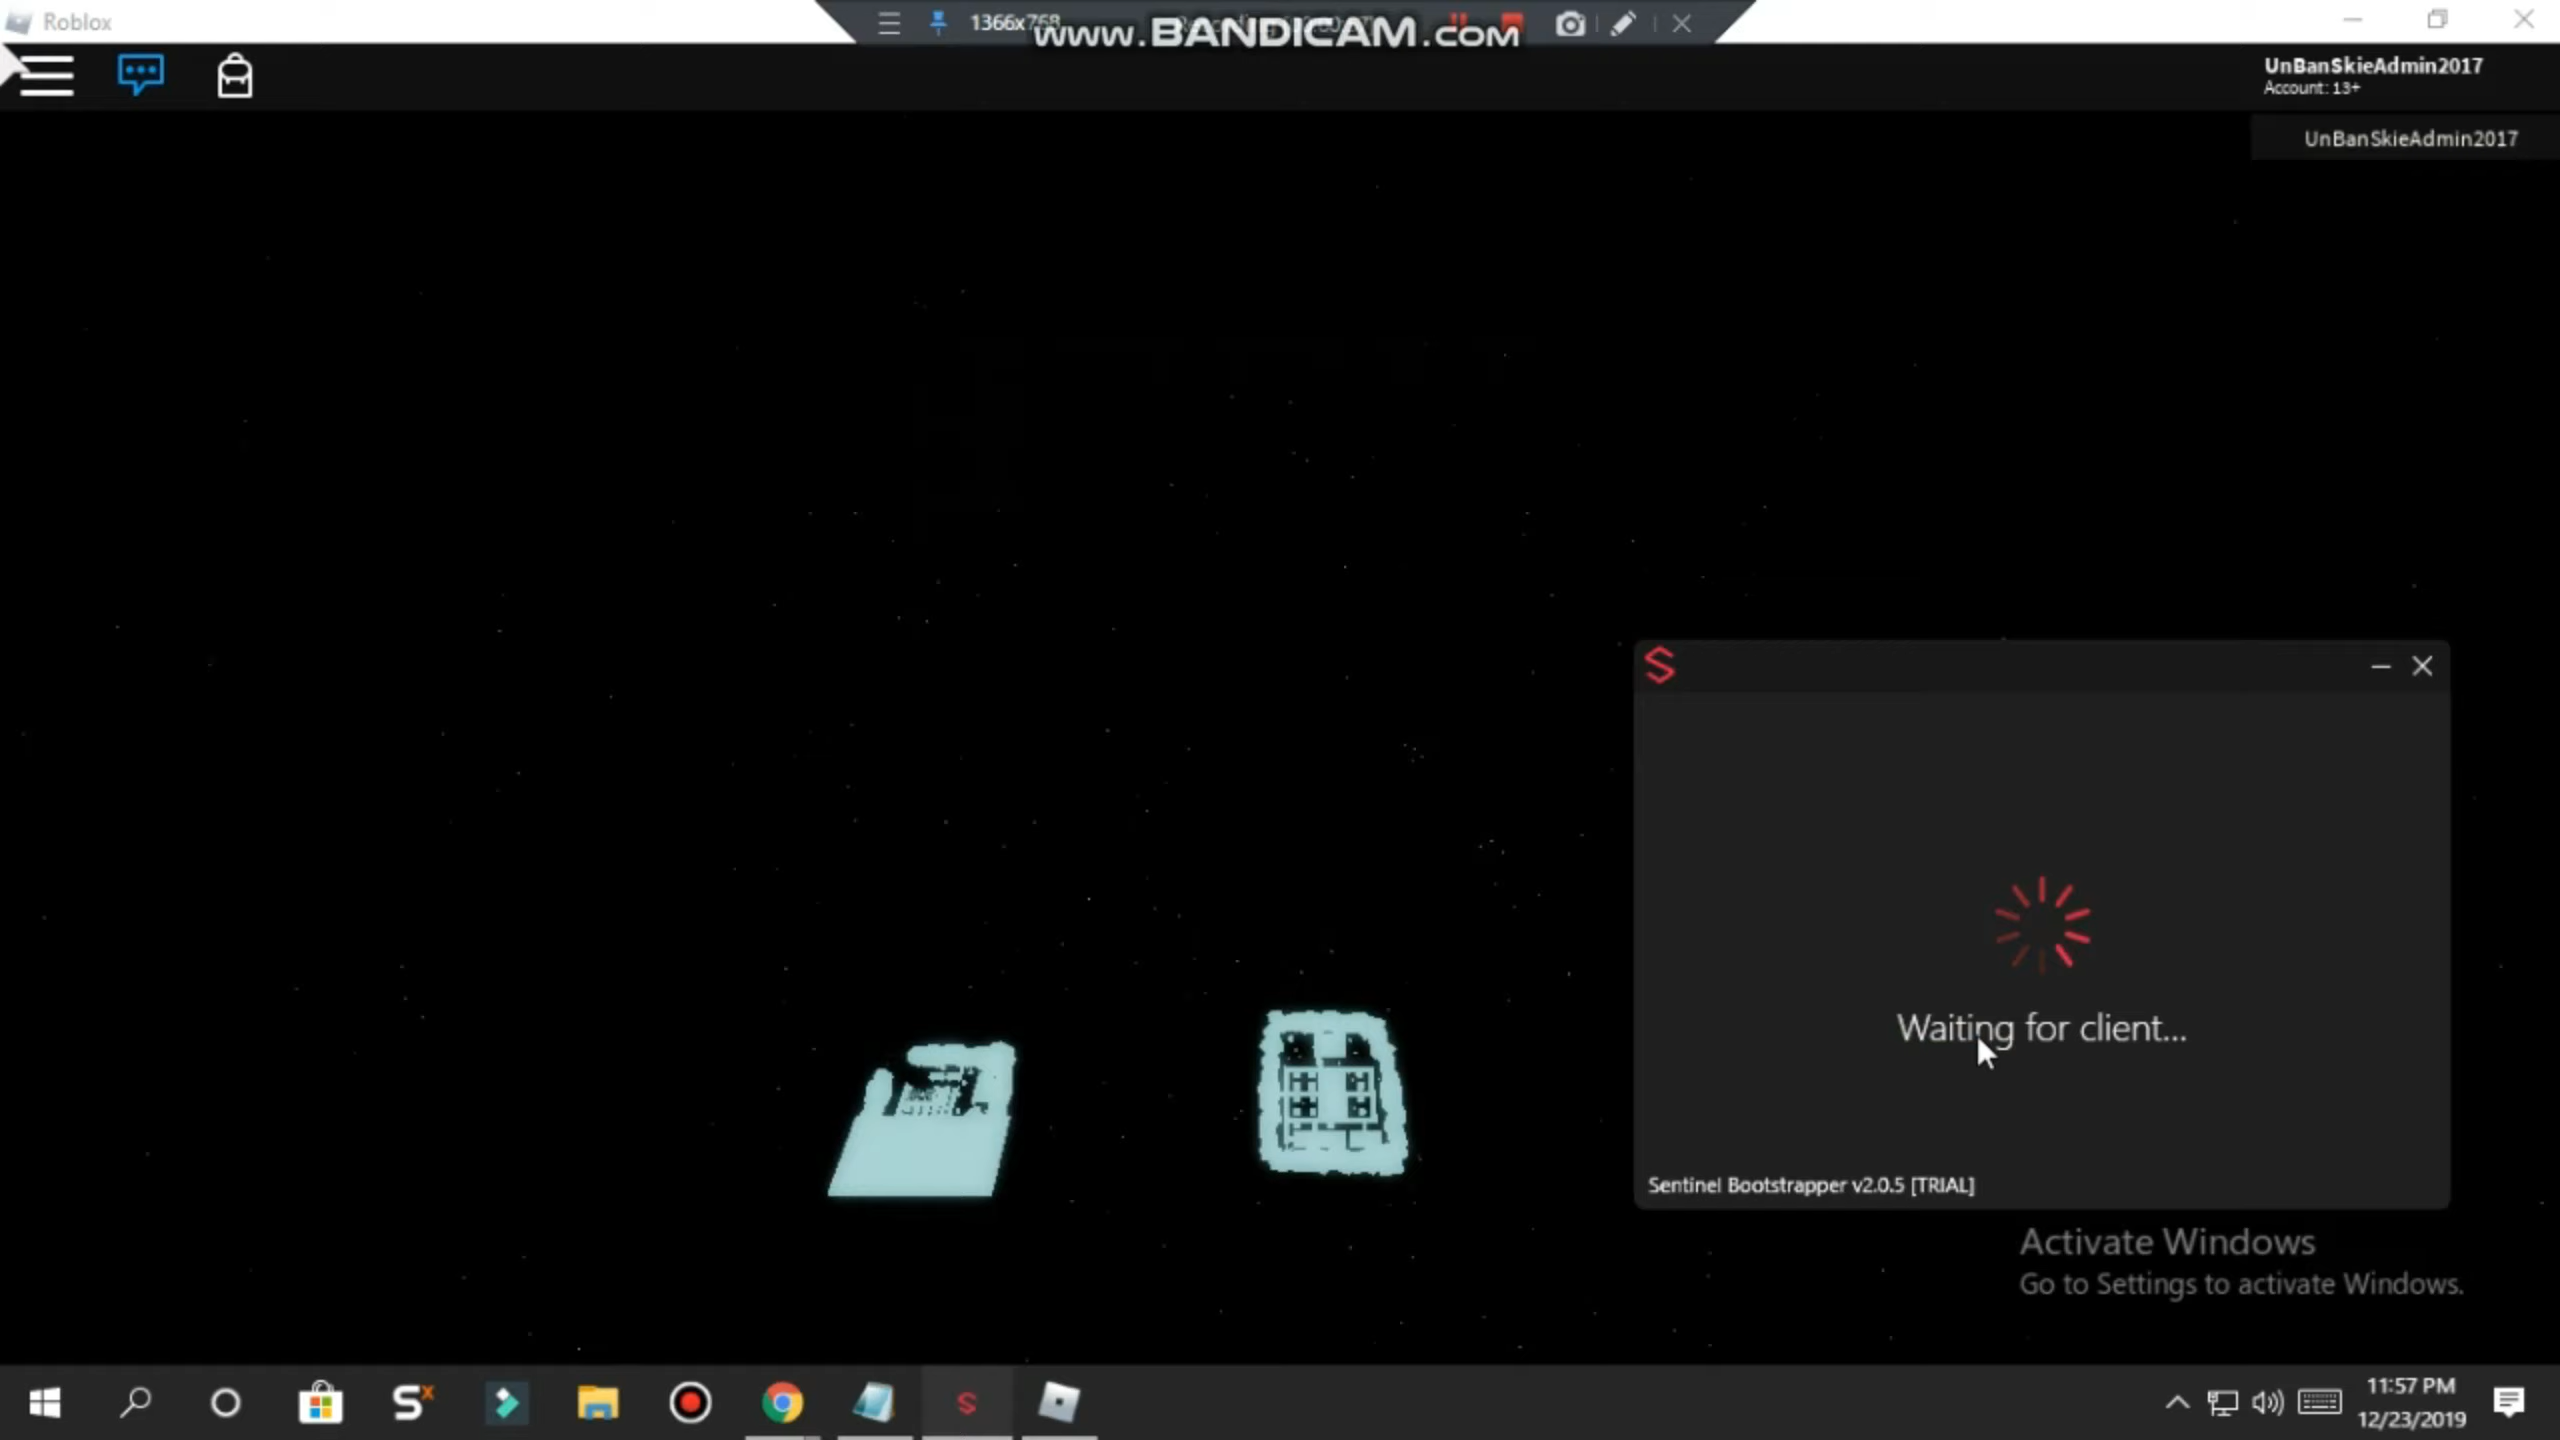 Roblox
1366x768
www.BANDICAM.com
UnBanSkieAdmin2017
Account: 13+
UnBanSkieAdmin2017
Waiting for client...
Sentinel Bootstrapper v2.0.5 [TRIAL]
Activate Windows
Go to Settings to activate Windows.
11:57 PM
12/23/2019